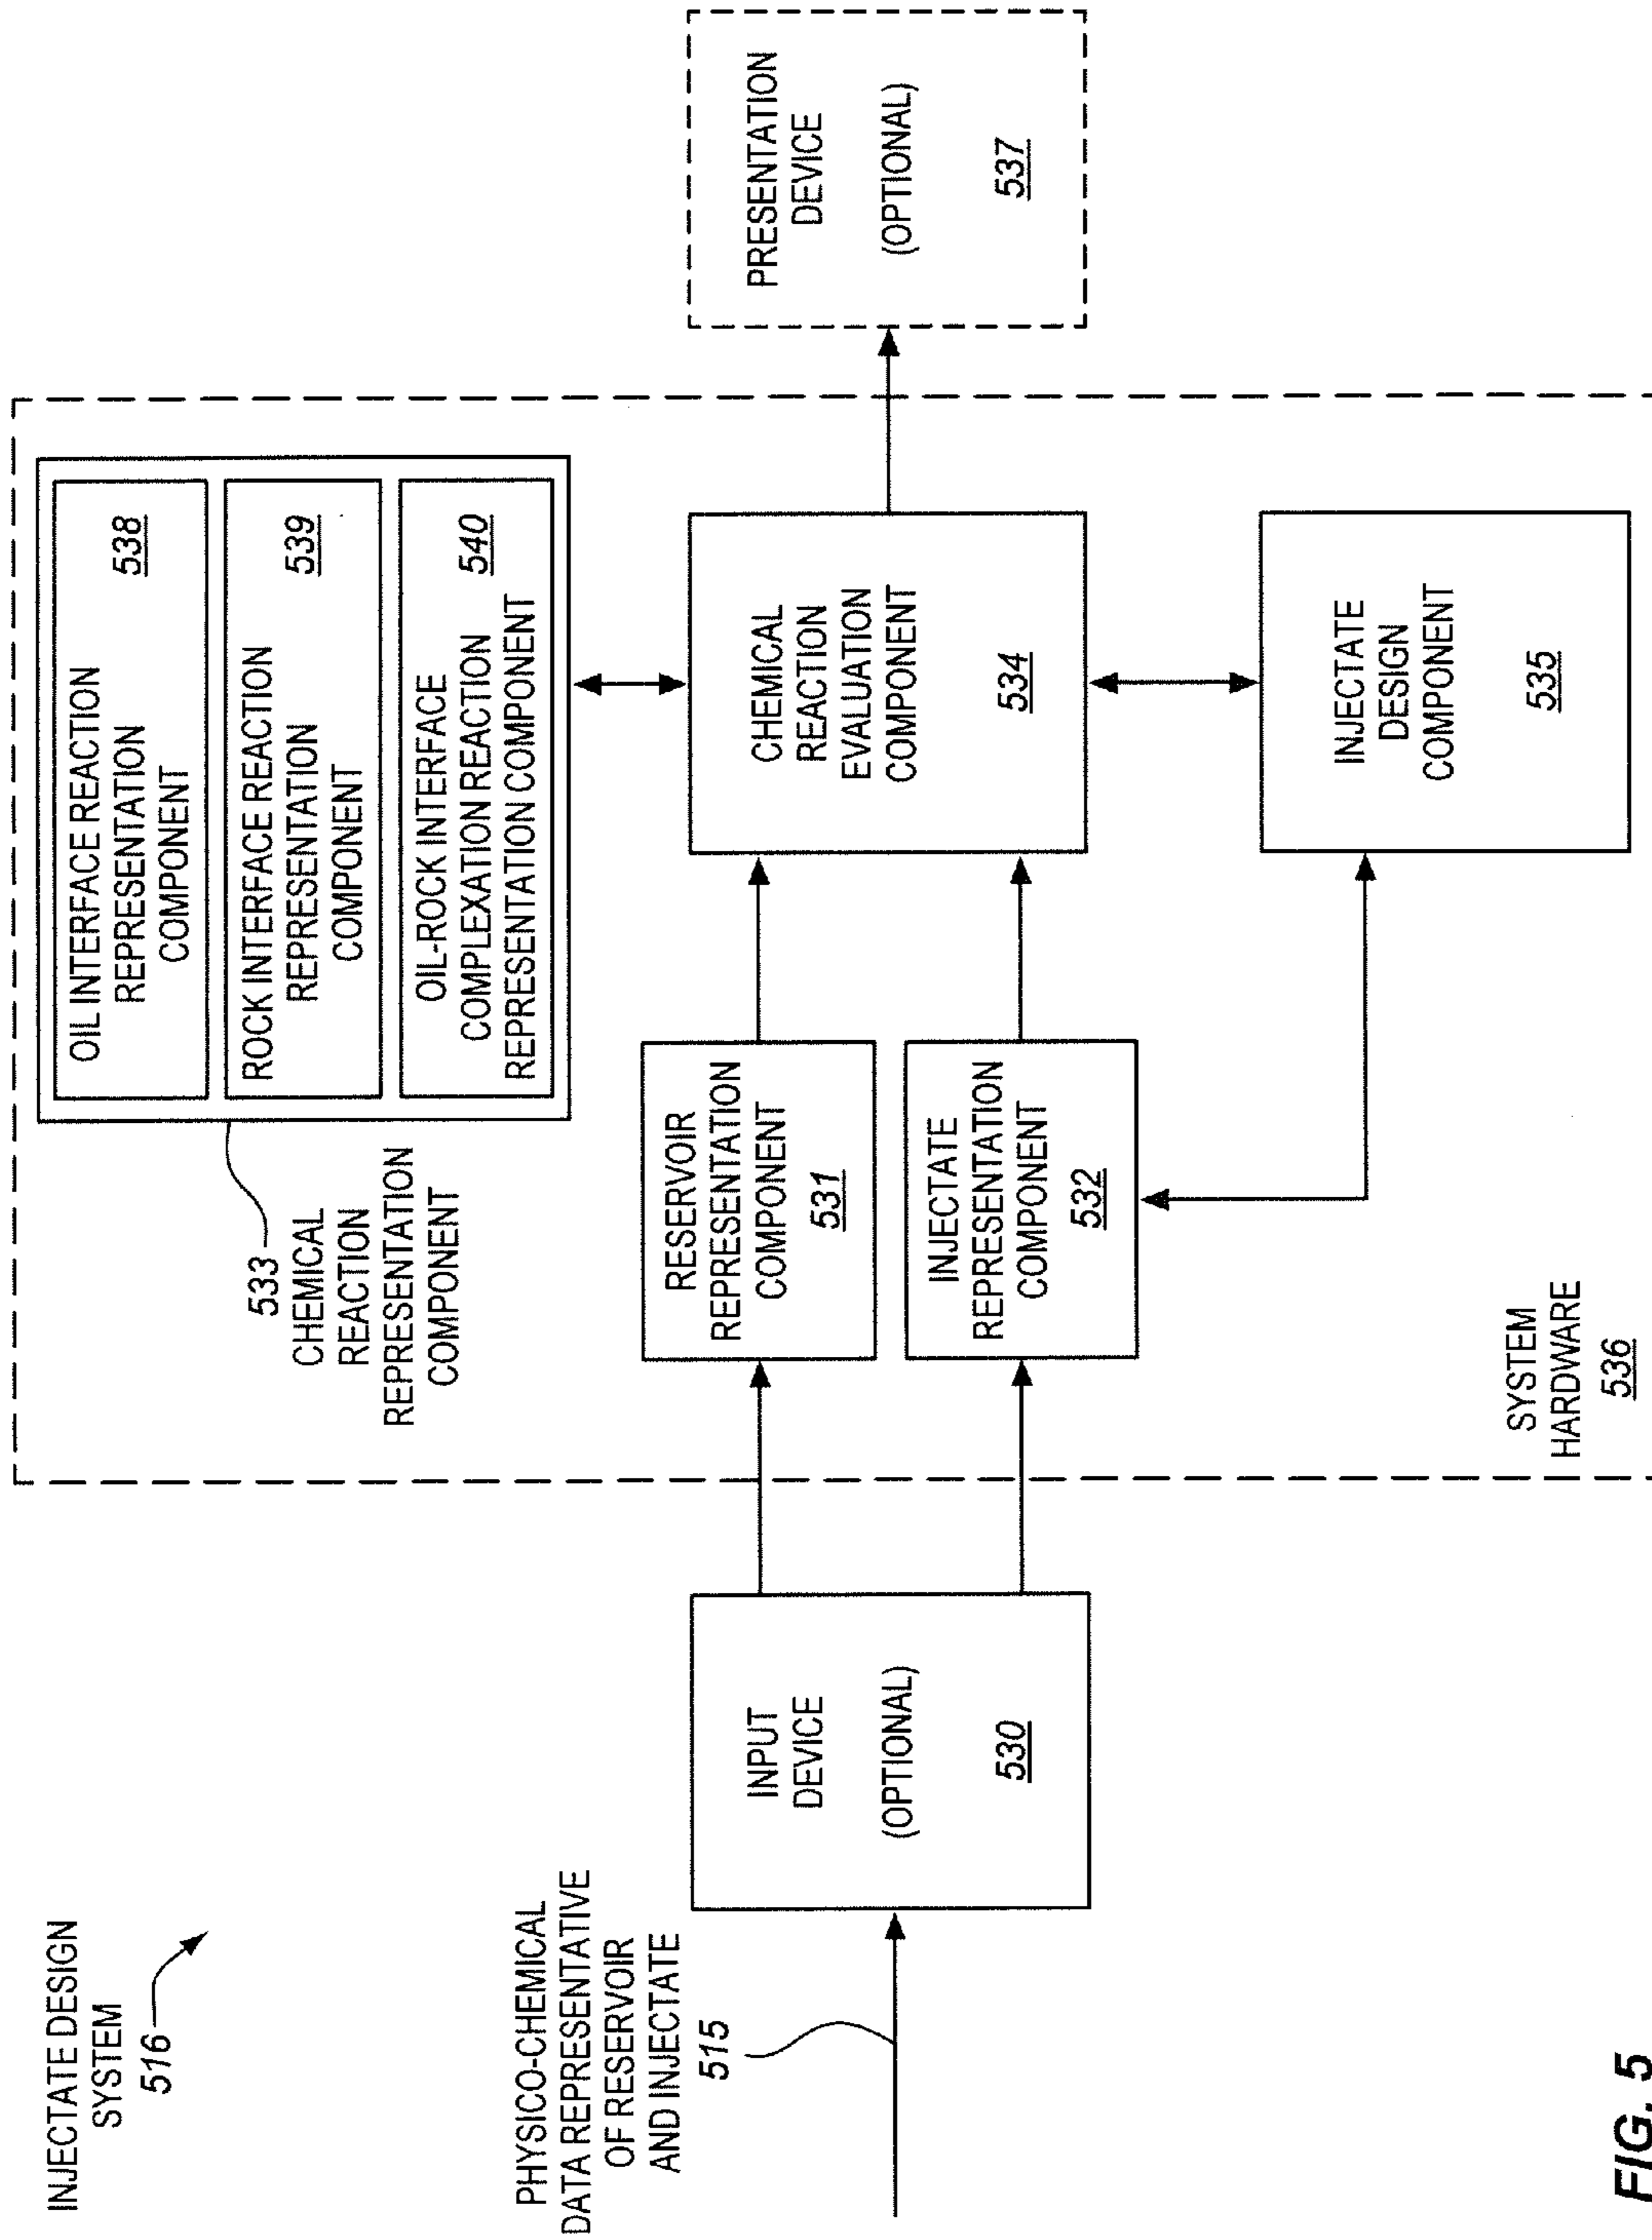 INJECTATE DESIGN
SYSTEM
516
PHYSICO-CHEMICAL
DATA REPRESENTATIVE
OF RESERVOIR
AND INJECTATE
515
INPUT
DEVICE
(OPTIONAL)
530
533
CHEMICAL
REACTION
REPRESENTATION
COMPONENT
OIL INTERFACE REACTION
REPRESENTATION
COMPONENT
538
ROCK INTERFACE REACTION
REPRESENTATION
COMPONENT
539
OIL-ROCK INTERFACE
COMPLEXATION REACTION
REPRESENTATION COMPONENT
540
RESERVOIR
REPRESENTATION
COMPONENT
531
INJECTATE
REPRESENTATION
COMPONENT
532
CHEMICAL
REACTION
EVALUATION
COMPONENT
534
INJECTATE
DESIGN
COMPONENT
535
SYSTEM
HARDWARE
536
PRESENTATION
DEVICE
(OPTIONAL)
537
FIG. 5